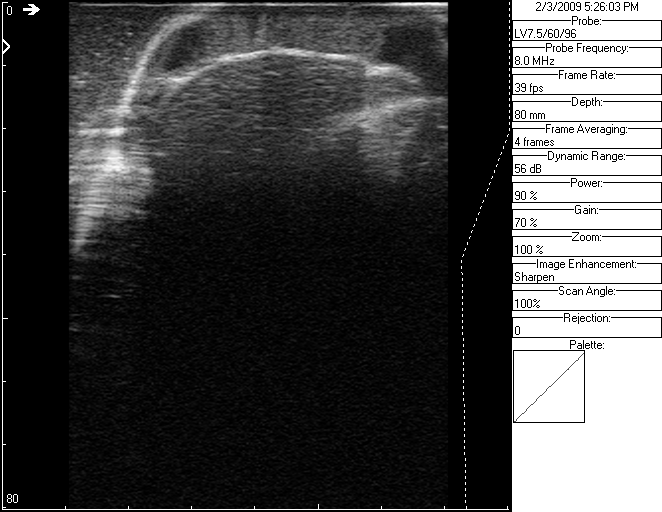 0
80
2/3/2009 5:26:03 PM
Probe:
LV7.5/60/96
Probe Frequency:
8.0 MHz
Frame Rate:
39 fps
Depth:
80 mm
Frame Averaging:
4 frames
Dynamic Range:
56 dB
Power:
90 %
Gain:
70 %
Zoom:
100 %
Image Enhancement:
Sharpen
Scan Angle:
100%
Rejection:
0
Palette: